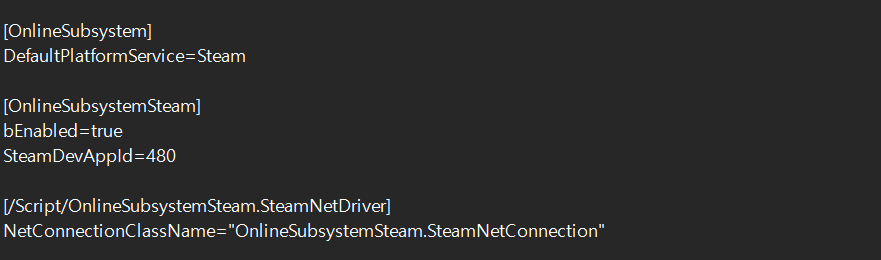 [OnlineSubsystem]
DefaultPlatformService=Steam
[OnlineSubsystemSteam]
bEnabled=true
SteamDevAppId=480
[/Script/OnlineSubsystemSteam.SteamNetDriver]
NetConnectionClassName="OnlineSubsystemSteam.SteamNetConnection"